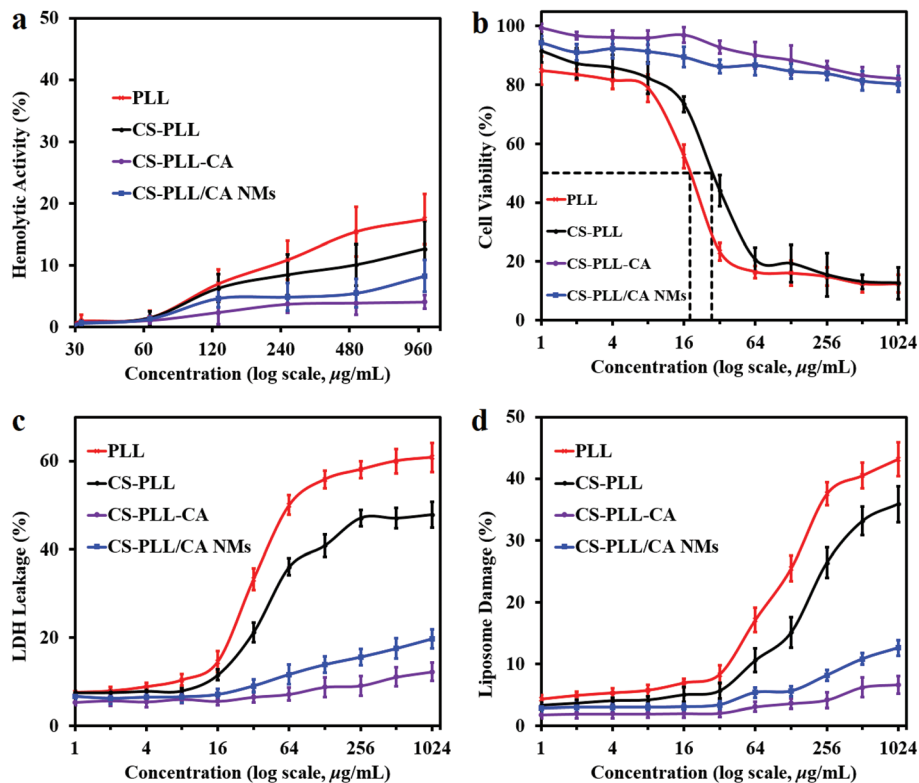 a
50
40
30
20
10
0
Hemolytic Activity (%)
PLL
CS-PLL
CS-PLL-CA
CS-PLL/CA NMs
30 60 120 240 480 960
Concentration (log scale, µg/mL)
b
100
80
60
40
20
0
Cell Viability (%)
PLL
CS-PLL
CS-PLL-CA
CS-PLL/CA NMs
1 4 16 64 256 1024
Concentration (log scale, µg/mL)
c
60
40
20
0
LDH Leakage (%)
PLL
CS-PLL
CS-PLL-CA
CS-PLL/CA NMs
1 4 16 64 256 1024
Concentration (log scale, µg/mL)
d
50
40
30
20
10
0
Liposome Damage (%)
PLL
CS-PLL
CS-PLL-CA
CS-PLL/CA NMs
1 4 16 64 256 1024
Concentration (log scale, µg/mL)